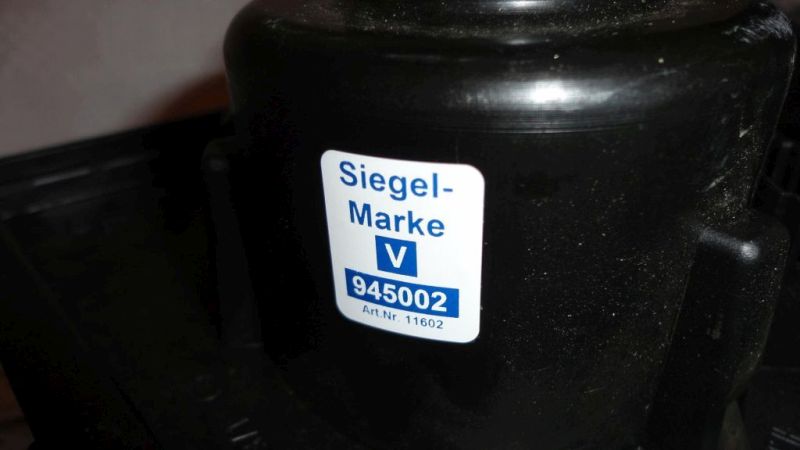 Siegel-
Marke
V
945002
Art.Nr. 11602